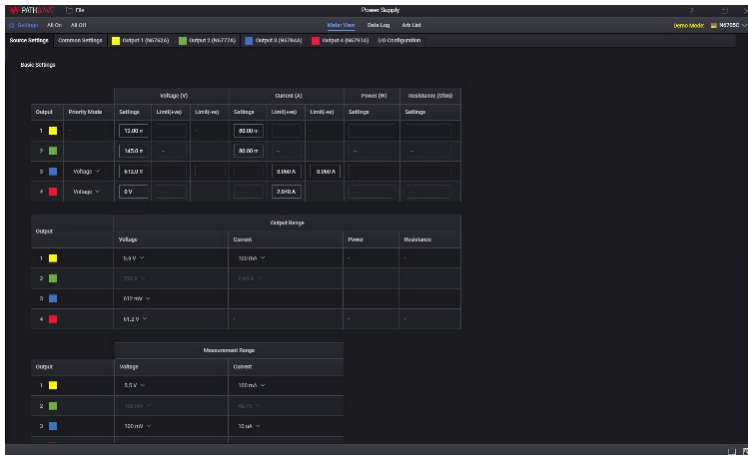 PATHWAVE File Power Supply ?
Settings All On All Off Meter View Data Log Arb List Demo Mode: N6705C
Source Settings Common Settings Output 1 (N6762A) Output 2 (N6777A) Output 3 (N6784A) Output 4 (N6791A) I/O Configuration
Basic Settings
Voltage (V) Current (A) Power (W) Resistance (Ohm)
Output Priority Mode Settings Limit(+ve) Limit(-ve) Settings Limit(+ve) Limit(-ve) Settings Settings
1 - 12.00 - 80.00 -
2 - 145.0 - 80.00 - - -
3 Voltage 612.0 3.060 A 3.060 A
4 Voltage 0 V 2.040 A
Output Output Range
Voltage Current Power Resistance
1 100 mA - -
2
3 612 mV
4 61.2 V - - -
Measurement Range
Output Voltage Current
1 5.5 V 100 mA
2
3 100 mV 10 uA